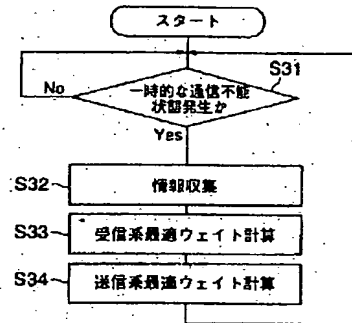 スタート
S31
No
一時的な通信不能
状態発生か
Yes
S32
情報収集
S33
受信系最適ウェイト計算
S34
送信系最適ウェイト計算